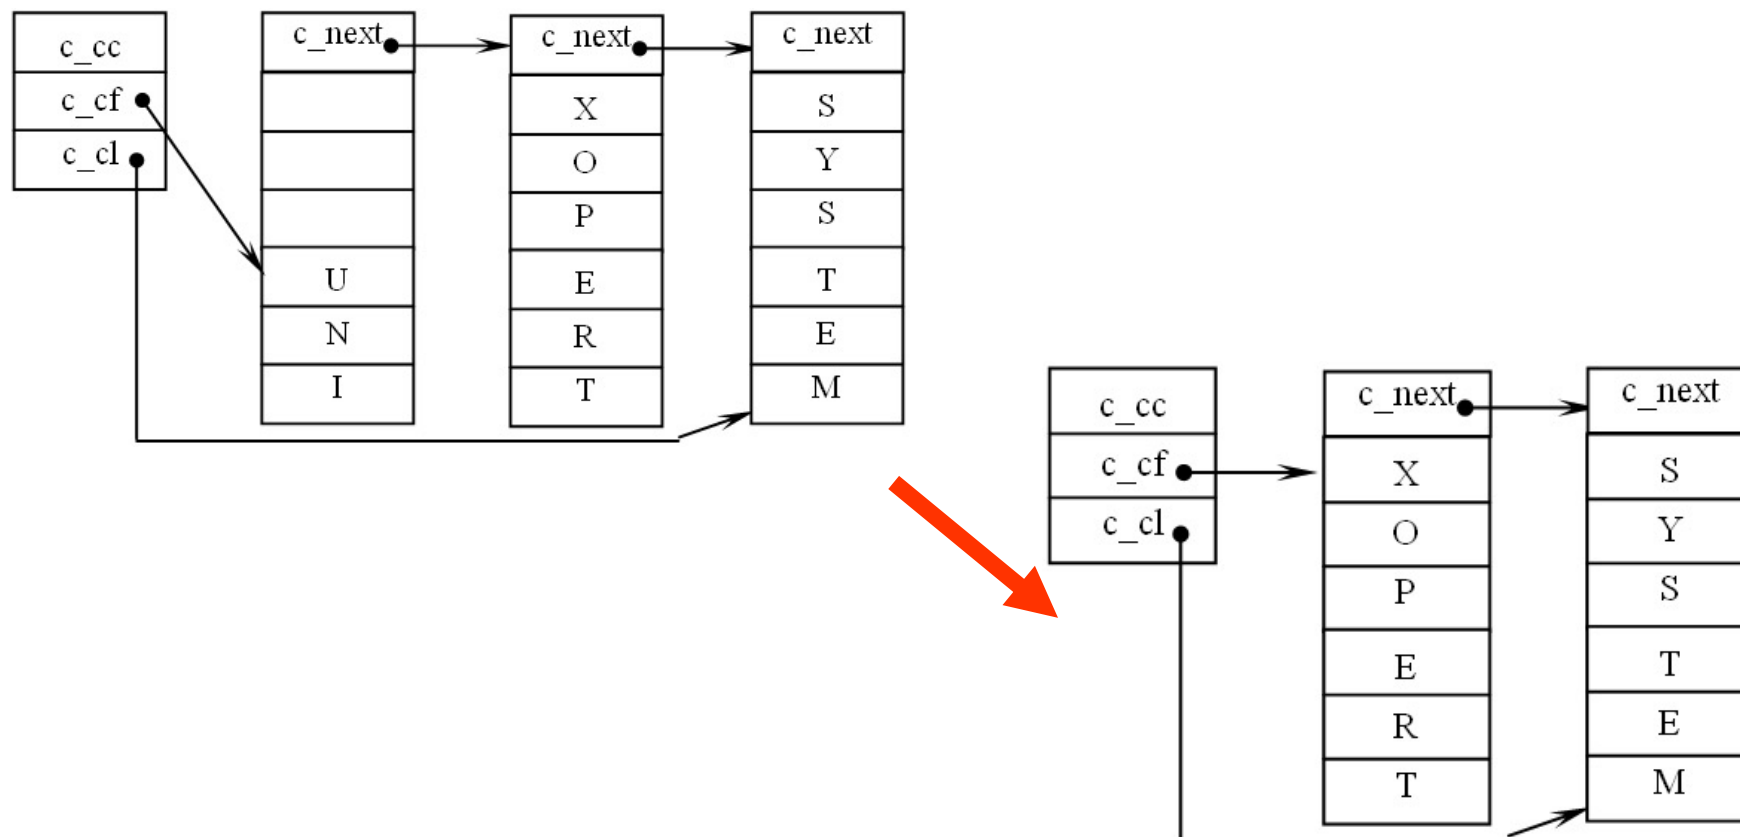 c_cc
c_cf
c_cl
c_next
U
N
I
c_next
X
O
P
E
R
T
c_next
S
Y
S
T
E
M
c_cc
c_cf
c_cl
c_next
X
O
P
E
R
T
c_next
S
Y
S
T
E
M